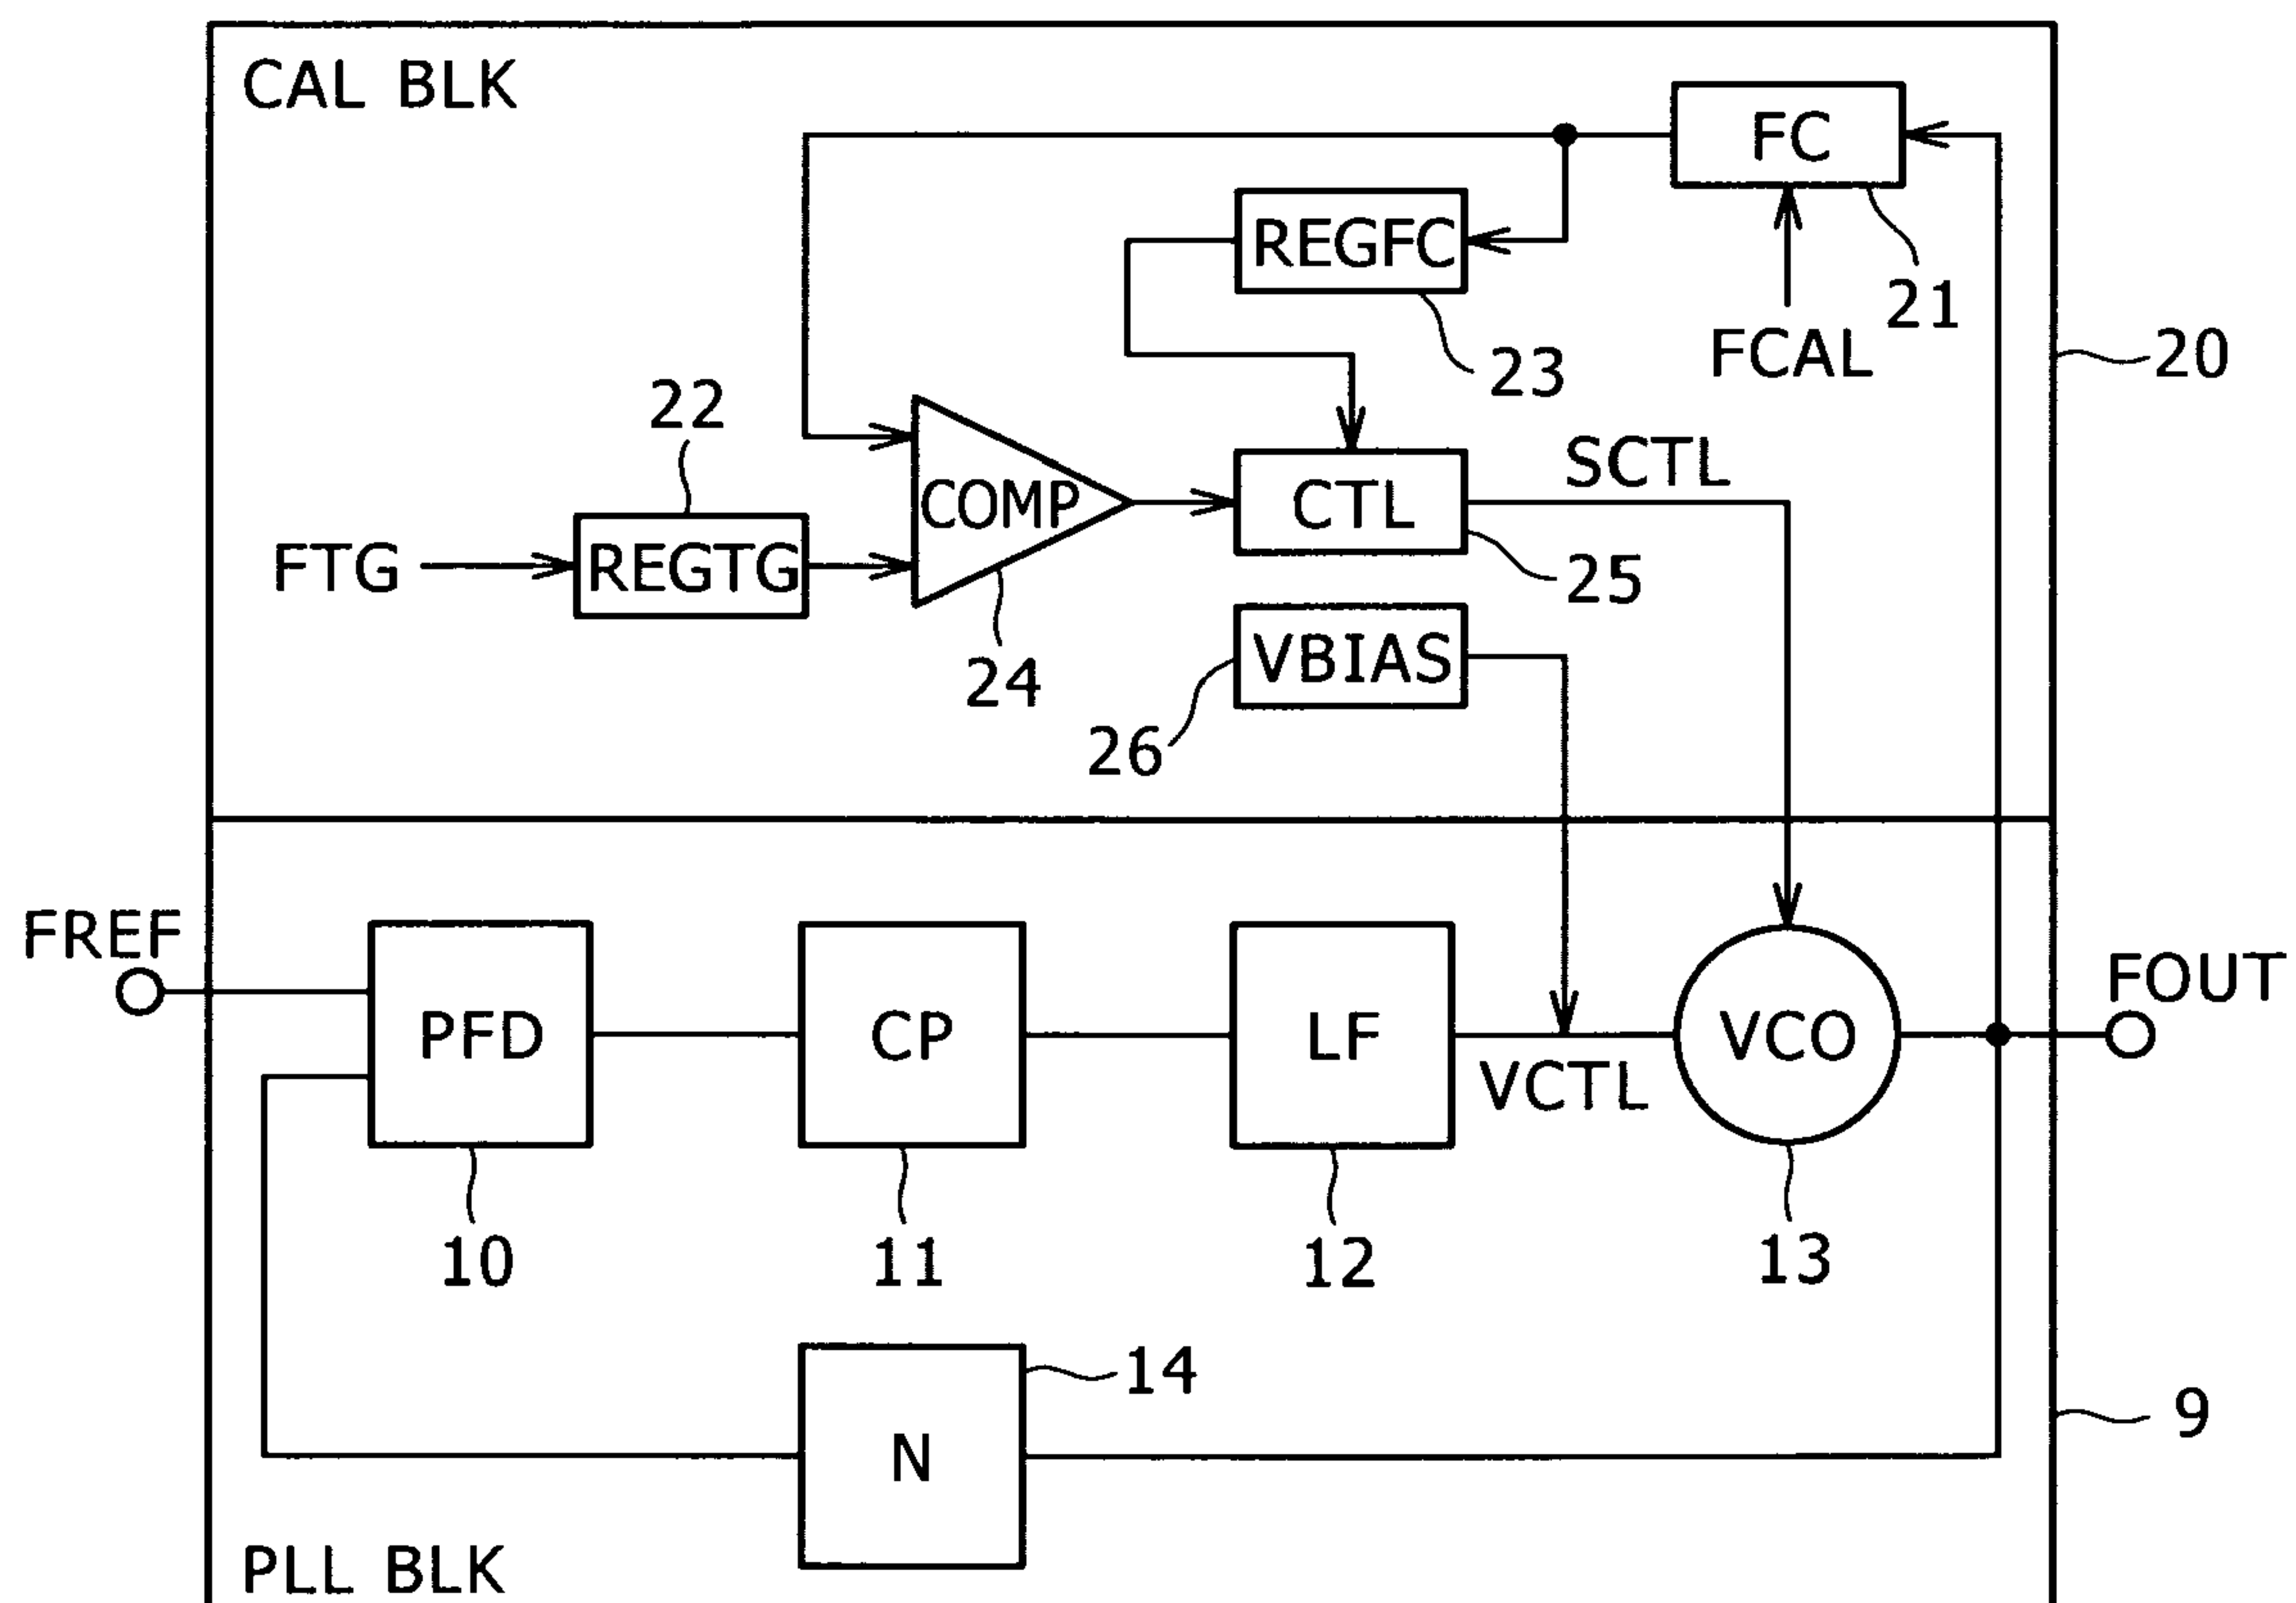 CAL BLK
FC
REGFC
21
FCAL
20
23
22
SCTL
COMP
CTL
FTG
REGTG
25
VBIAS
24
26
FREF
FOUT
PFD
CP
LF
VCO
VCTL
10
11
12
13
14
9
N
PLL BLK